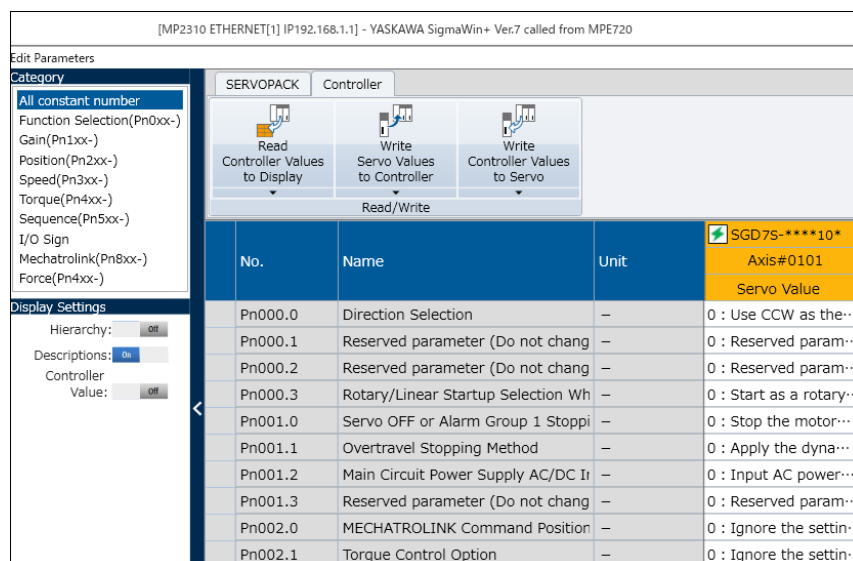 [MP2310 ETHERNET[1] IP192.168.1.1] - YASKAWA SigmaWin+ Ver.7 called from MPE720
Edit Parameters
Category
All constant number
Function Selection(Pn0xx-)
Gain(Pn1xx-)
Position(Pn2xx-)
Speed(Pn3xx-)
Torque(Pn4xx-)
Sequence(Pn5xx-)
I/O Sign
Mechatrolink(Pn8xx-)
Force(Pn4xx-)
Display Settings
Hierarchy: Off
Descriptions: On
Controller
Value: Off
SERVOPACK Controller
Read
Controller Values
to Display
Write
Servo Values
to Controller
Write
Controller Values
to Servo
Read/Write
No. Name Unit
SGD7S-****10*
Axis#0101
Servo Value
Pn000.0 Direction Selection – 0 : Use CCW as the···
Pn000.1 Reserved parameter (Do not chang – 0 : Reserved param···
Pn000.2 Reserved parameter (Do not chang – 0 : Reserved param···
Pn000.3 Rotary/Linear Startup Selection Wh – 0 : Start as a rotary···
Pn001.0 Servo OFF or Alarm Group 1 Stoppi – 0 : Stop the motor···
Pn001.1 Overtravel Stopping Method – 0 : Apply the dyna···
Pn001.2 Main Circuit Power Supply AC/DC Ir – 0 : Input AC power···
Pn001.3 Reserved parameter (Do not chang – 0 : Reserved param···
Pn002.0 MECHATROLINK Command Position – 0 : Ignore the settin···
Pn002.1 Torque Control Option – 0 : Ignore the settin···